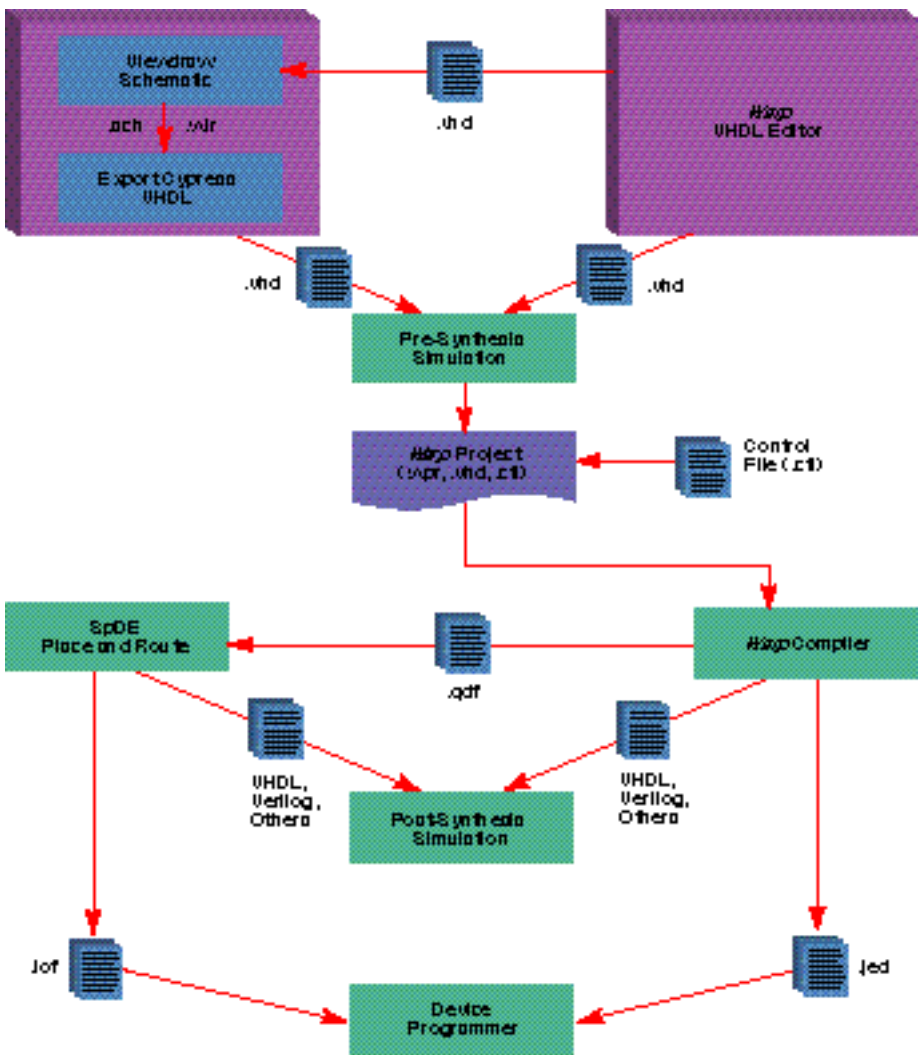 Viewdraw
Schematic
.vhd
Warp
VHDL Editor
.sch .wir
Export Cypress
VHDL
.vhd
.vhd
Pre-Synthesis
Simulation
Warp Project
(.wpr, .vhd, .ctl)
Control
File (.ctl)
SpDE
Place and Route
Warp Compiler
.qdf
VHDL,
Verilog,
Others
VHDL,
Verilog,
Others
Post-Synthesis
Simulation
.lof
.jed
Device
Programmer